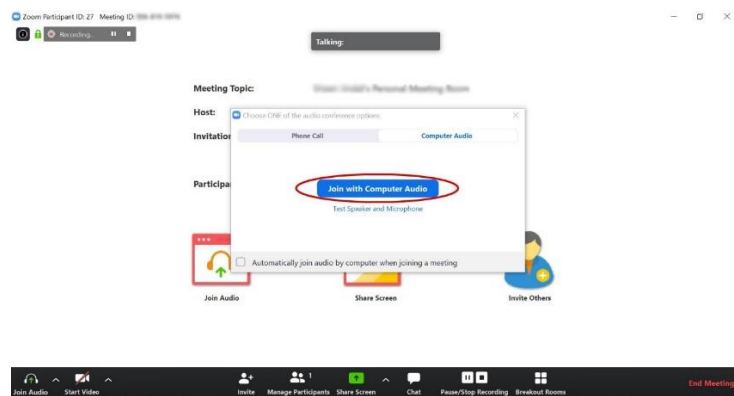 Zoom Participant ID: 27 Meeting ID:
Recording...
Talking:
Meeting Topic:
Host:
Choose ONE of the audio conference options
Invitation
Phone Call
Computer Audio
Participa
Join with Computer Audio
Test Speaker and Microphone
Automatically join audio by computer when joining a meeting
Join Audio
Share Screen
Invite Others
Join Audio
Start Video
Invite
Manage Participants
1
Share Screen
Chat
Pause/Stop Recording
Breakout Rooms
End Meeting